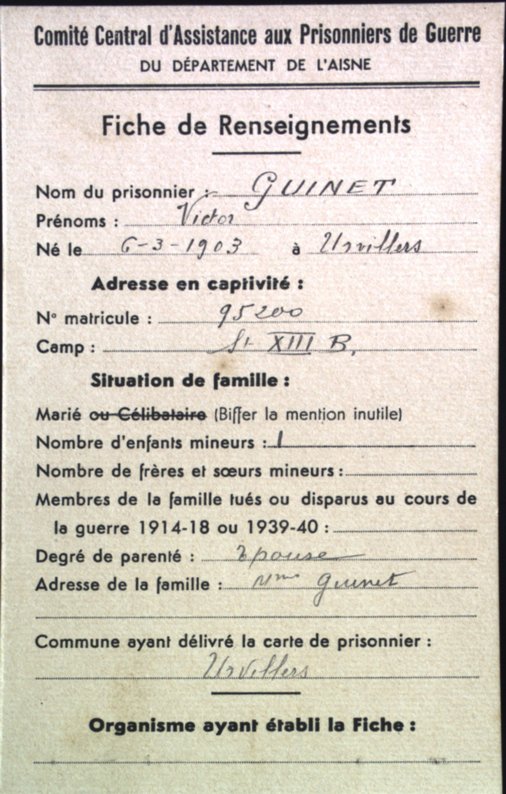 Comité Central d'Assistance aux Prisonniers de Guerre
DU DÉPARTEMENT DE L'AISNE
Fiche de Renseignements
Nom du prisonnier : GUINET
Prénoms : Victor
Né le 6-3-1903 à Urvillers
Adresse en captivité :
N° matricule : 95200
Camp : St XIII B.
Situation de famille :
Marié ou Célibataire (Biffer la mention inutile)
Nombre d'enfants mineurs : 1
Nombre de frères et sœurs mineurs :
Membres de la famille tués ou disparus au cours de
la guerre 1914-18 ou 1939-40 :
Degré de parenté : épouse
Adresse de la famille : Mme Guinet
Commune ayant délivré la carte de prisonnier :
Urvillers
Organisme ayant établi la Fiche :